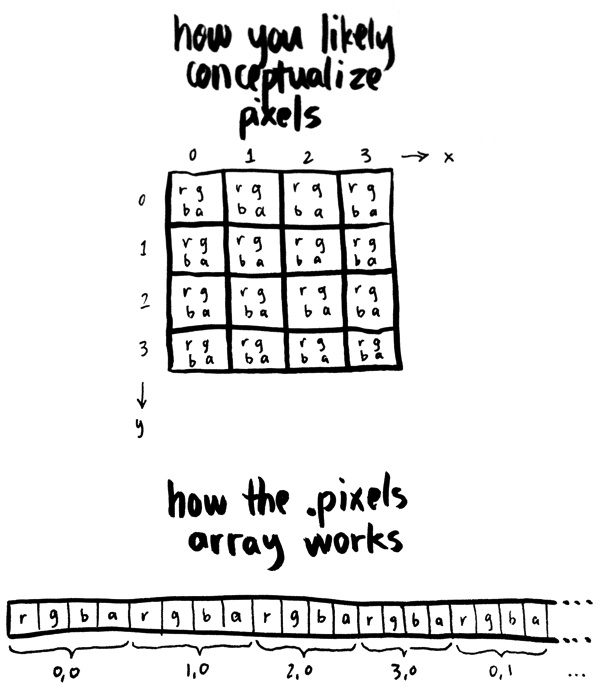 how you likely
conceptualize
pixels
0 1 2 3 → x
0 r g r g r g r g
b a b a b a b a
1 r g r g r g r g
b a b a b a b a
2 r g r g r g r g
b a b a b a b a
3 r g r g r g r g
b a b a b a b a
↓
y
how the .pixels
array works
r g b a r g b a r g b a r g b a r g b a ...
0,0 1,0 2,0 3,0 0,1 ...